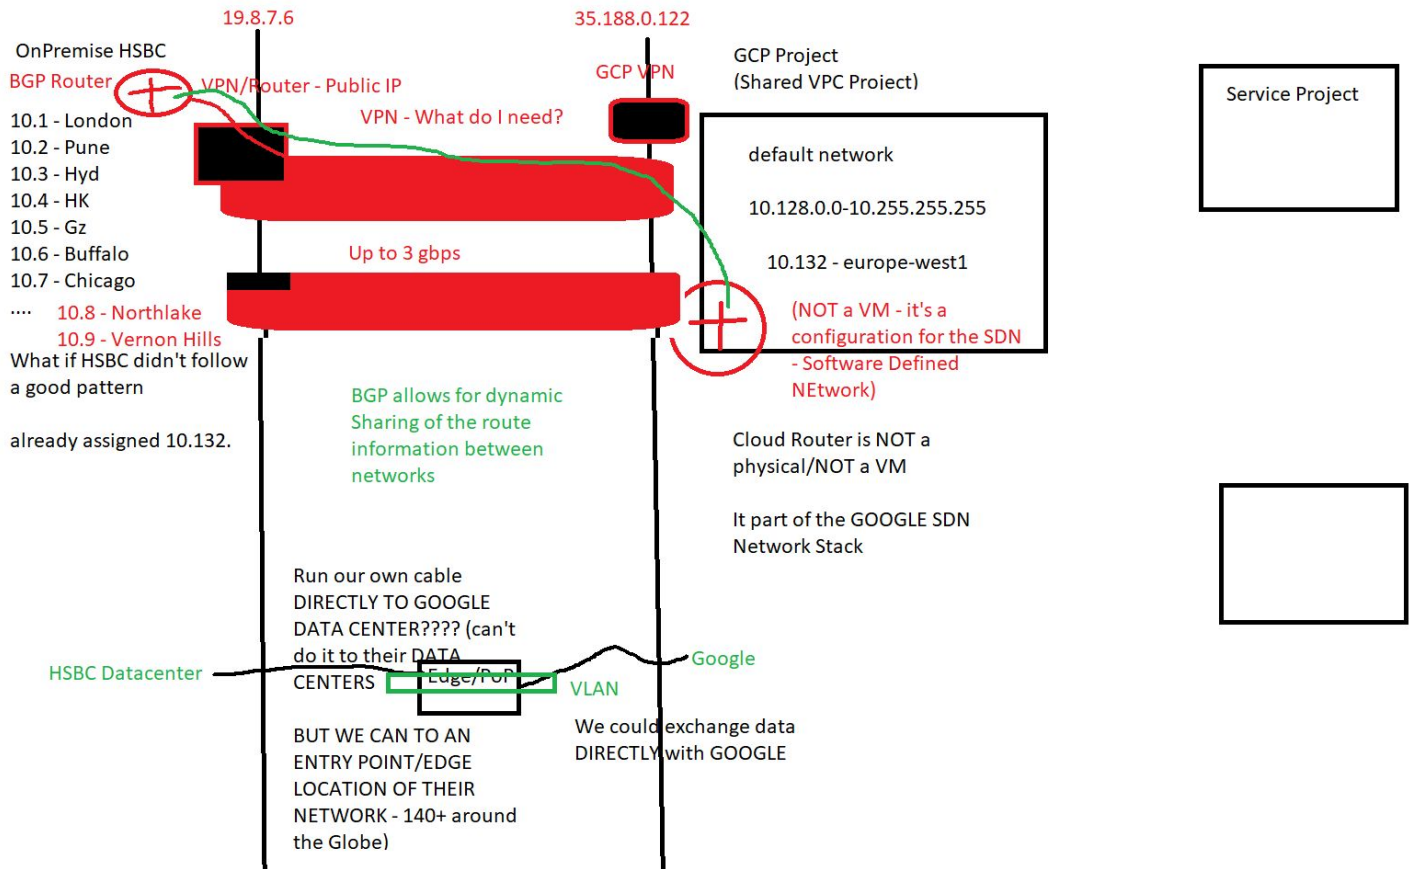 19.8.7.6
35.188.0.122
OnPremise HSBC
BGP Router
VPN/Router - Public IP
GCP VPN
VPN - What do I need?
10.1 - London
10.2 - Pune
10.3 - Hyd
10.4 - HK
10.5 - Gz
10.6 - Buffalo
10.7 - Chicago
....
10.8 - Northlake
10.9 - Vernon Hills
What if HSBC didn't follow
a good pattern
already assigned 10.132.
Up to 3 gbps
BGP allows for dynamic
Sharing of the route
information between
networks
GCP Project
(Shared VPC Project)
default network
10.128.0.0-10.255.255.255
10.132 - europe-west1
(NOT a VM - it's a
configuration for the SDN
- Software Defined
NEtwork)
Cloud Router is NOT a
physical/NOT a VM
It part of the GOOGLE SDN
Network Stack
Service Project
Run our own cable
DIRECTLY TO GOOGLE
DATA CENTER???? (can't
do it to their DATA
CENTERS
HSBC Datacenter
Edge/PoP
VLAN
Google
BUT WE CAN TO AN
ENTRY POINT/EDGE
LOCATION OF THEIR
NETWORK - 140+ around
the Globe)
We could exchange data
DIRECTLY with GOOGLE